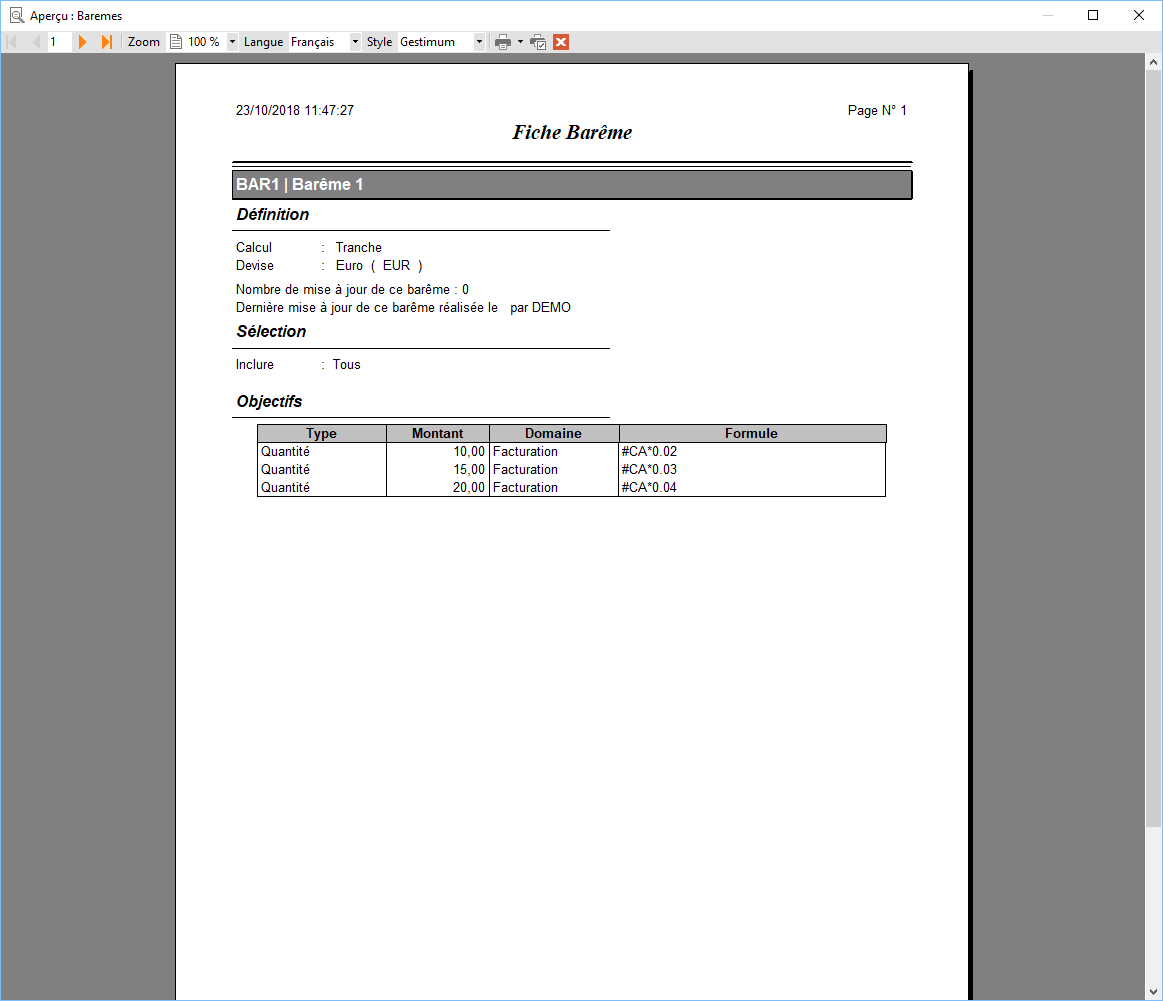 Aperçu : Baremes
1 Zoom 100 % Langue Français Style Gestimum
23/10/2018 11:47:27 Page N° 1
Fiche Barême
BAR1 | Barême 1
Définition
Calcul : Tranche
Devise : Euro ( EUR )
Nombre de mise à jour de ce barême : 0
Dernière mise à jour de ce barême réalisée le par DEMO
Sélection
Inclure : Tous
Objectifs
Type Montant Domaine Formule
Quantité 10,00 Facturation #CA*0.02
Quantité 15,00 Facturation #CA*0.03
Quantité 20,00 Facturation #CA*0.04